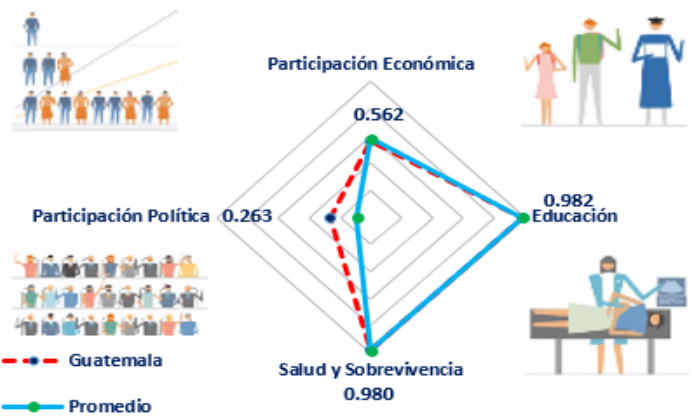 Participación Económica
0.562
0.982
Participación Política 0.263
Educación
Salud y Sobrevivencia
0.980
Guatemala
Promedio